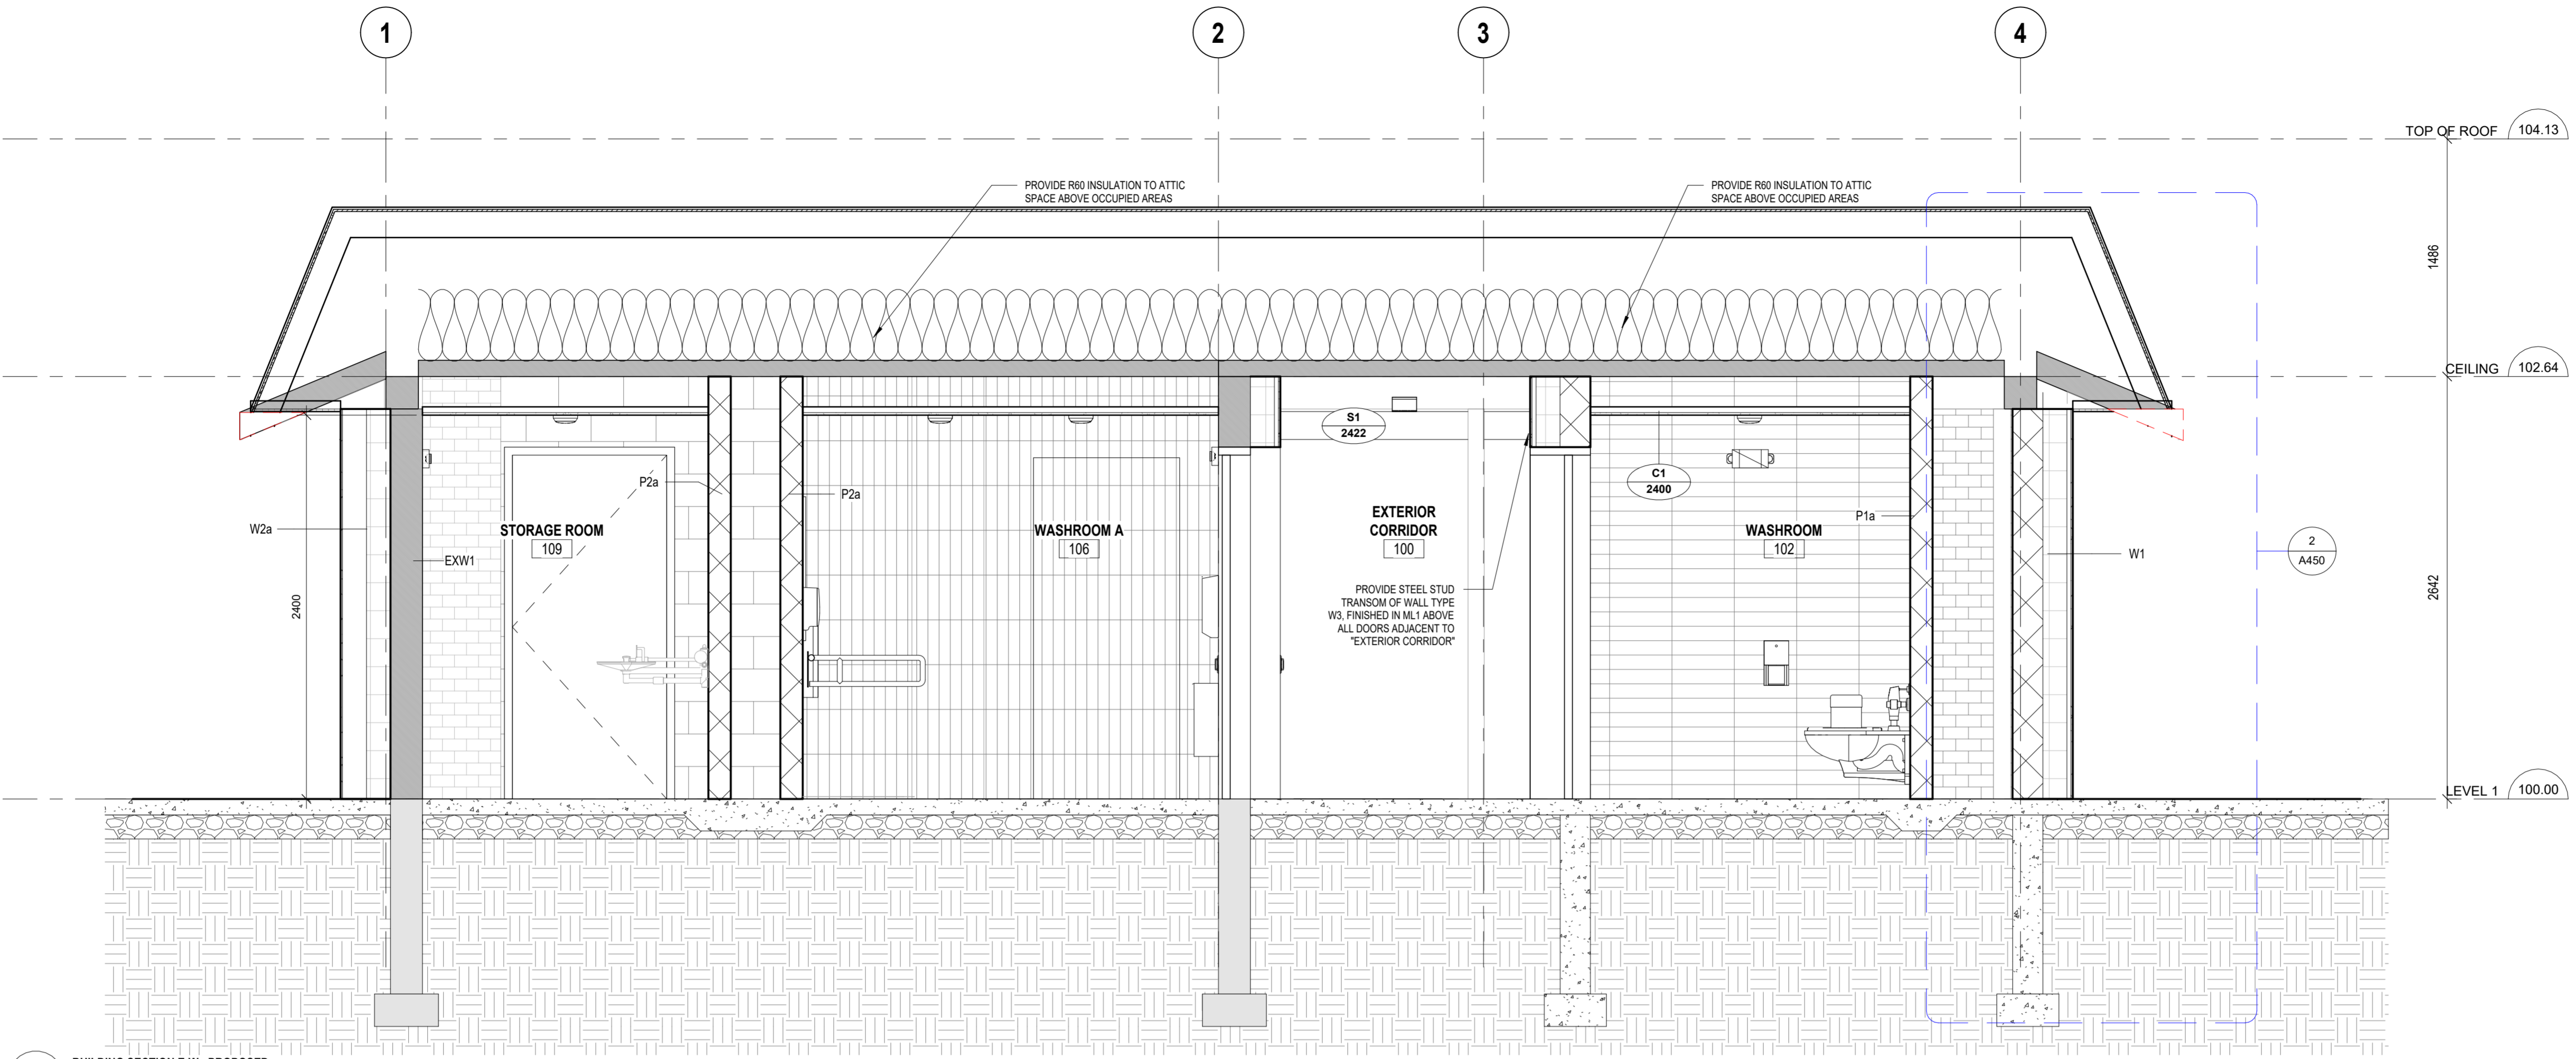 1
2
3
4
TOP OF ROOF 104.13
PROVIDE R60 INSULATION TO ATTIC
SPACE ABOVE OCCUPIED AREAS
PROVIDE R60 INSULATION TO ATTIC
SPACE ABOVE OCCUPIED AREAS
1486
CEILING 102.64
S1
2422
C1
2400
P2a
P2a
W2a
STORAGE ROOM
109
EXW1
WASHROOM A
106
EXTERIOR
CORRIDOR
100
PROVIDE STEEL STUD
TRANSOM OF WALL TYPE
W3, FINISHED IN ML1 ABOVE
ALL DOORS ADJACENT TO
"EXTERIOR CORRIDOR"
P1a
WASHROOM
102
W1
2
A450
2400
2642
LEVEL 1 100.00